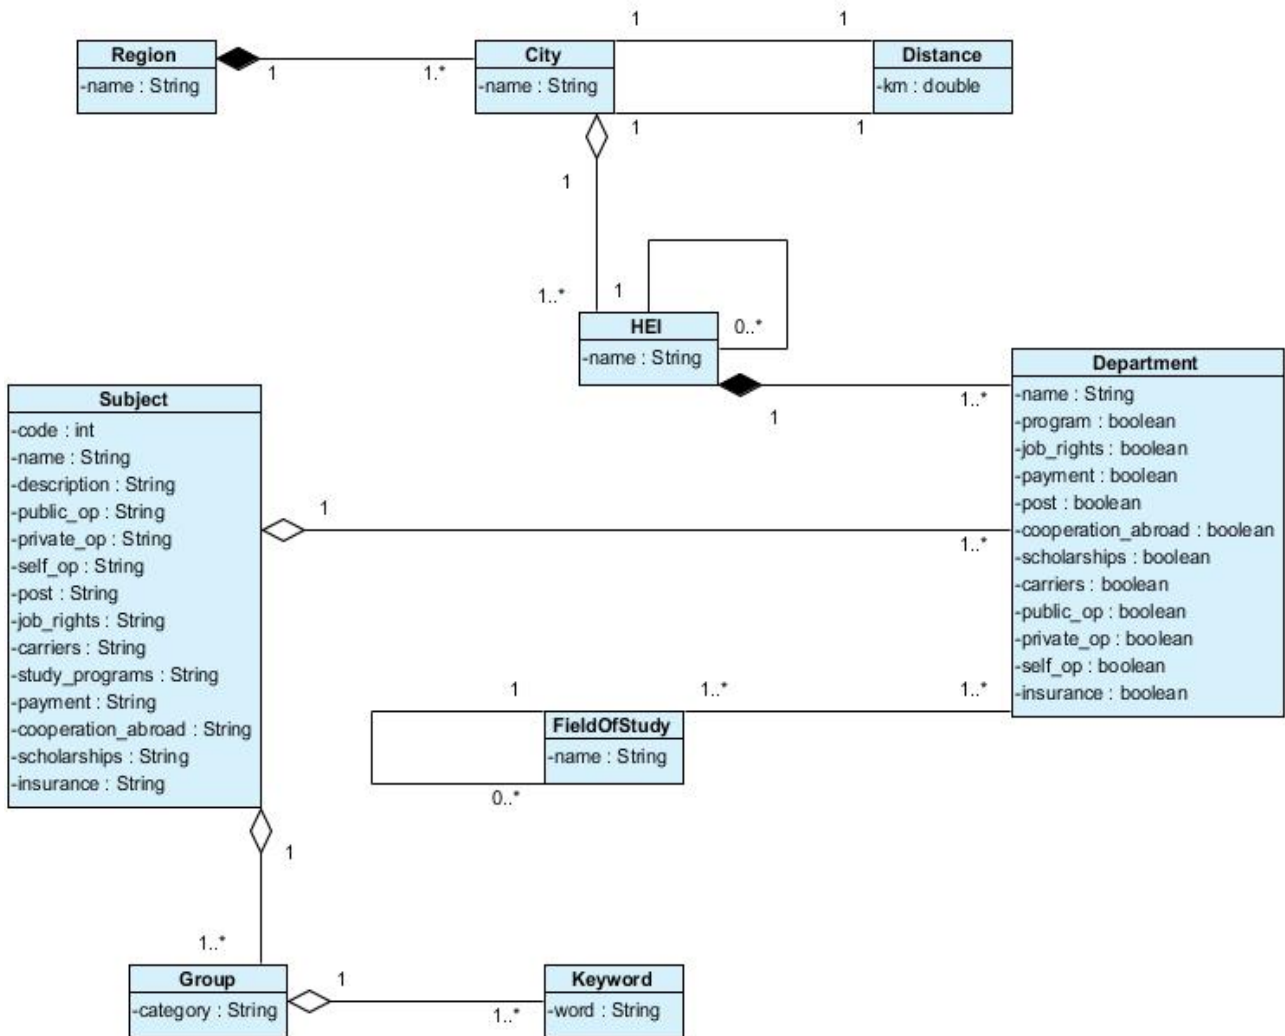 1 1
Region
-name : String
1 1.*
City
-name : String
Distance
-km : double
1 1
1
1..* 1
HEI
-name : String
0..*
1 1..*
Department
-name : String
-program : boolean
-job_rights : boolean
-payment : boolean
-post : boolean
-cooperation_abroad : boolean
-scholarships : boolean
-carriers : boolean
-public_op : boolean
-private_op : boolean
-self_op : boolean
-insurance : boolean
Subject
-code : int
-name : String
-description : String
-public_op : String
-private_op : String
-self_op : String
-post : String
-job_rights : String
-carriers : String
-study_programs : String
-payment : String
-cooperation_abroad : String
-scholarships : String
-insurance : String
1 1..*
1 1..* 1..*
FieldOfStudy
-name : String
0..*
1
1..*
Group
-category : String
1 1..*
Keyword
-word : String